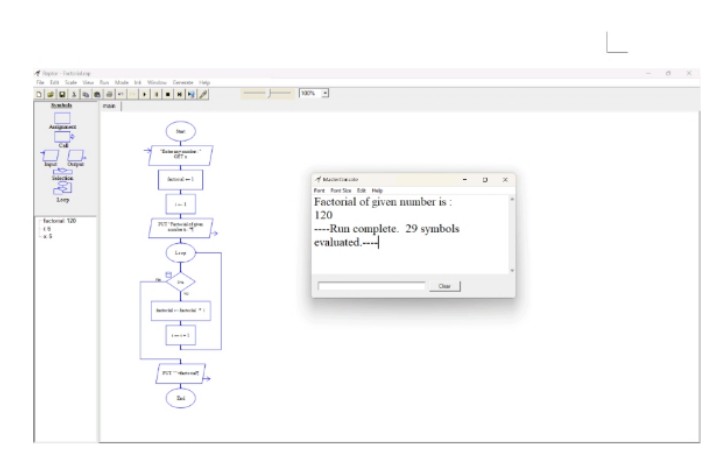 Raptor - Factorial.rap
File Edit Scale View Run Mode Ink Window Generate Help
100%
Symbols
main
Assignment
Call
Input Output
Selection
Loop
factorial: 120
i: 6
n: 5
Start
"Enter any number : "
GET n
factorial ← 1
i ← 1
PUT "Factorial of given
number is : "¶
Loop
Yes
No
factorial ← factorial * i
i ← i + 1
End
MasterConsole
Font Font Size Edit Help
Factorial of given number is :
120
----Run complete. 29 symbols
evaluated.----
Clear